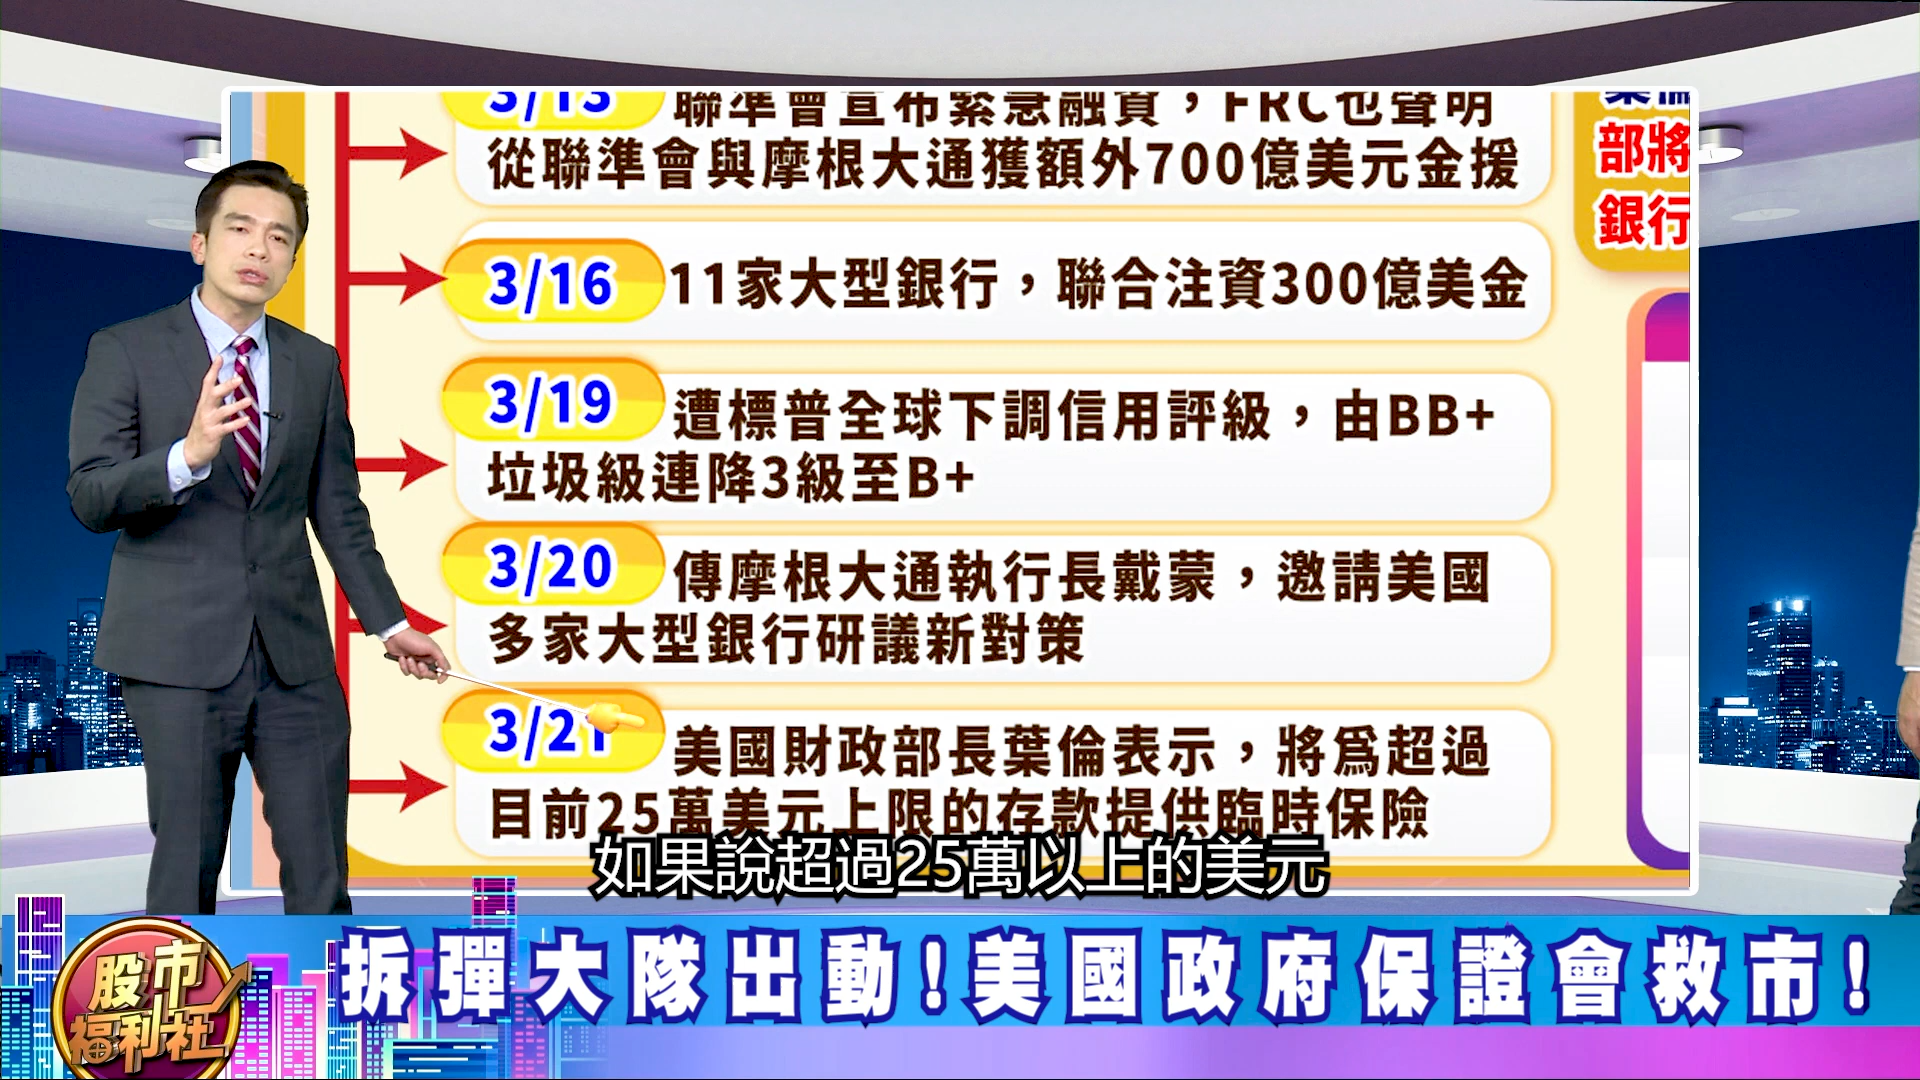 3/13 聯準會宣布緊急融資，FRC也聲明
從聯準會與摩根大通獲額外700億美元金援
3/16 11家大型銀行，聯合注資300億美金
3/19 遭標普全球下調信用評級，由BB+
垃圾級連降3級至B+
3/20 傳摩根大通執行長戴蒙，邀請美國
多家大型銀行研議新對策
3/21 美國財政部長葉倫表示，將爲超過
目前25萬美元上限的存款提供臨時保險
部將
銀行
如果說超過25萬以上的美元
拆彈大隊出動!美國政府保證會救市!
股市
福利社